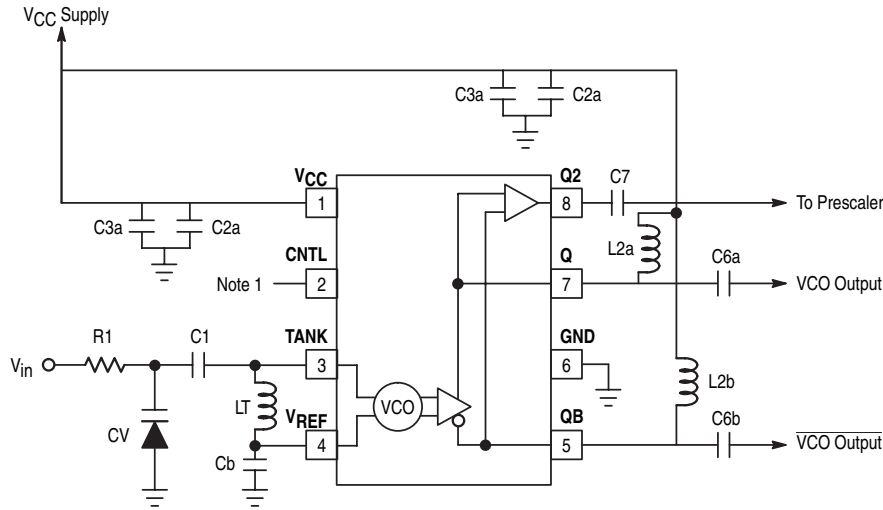 VCC Supply
C3a
C2a
VCC
1
Q2
8
C7
To Prescaler
C3a
C2a
L2a
CNTL
Note 1
2
Q
7
C6a
VCO Output
R1
C1
TANK
3
GND
6
Vin
LT
VCO
L2b
CV
VREF
4
QB
5
C6b
VCO Output
Cb